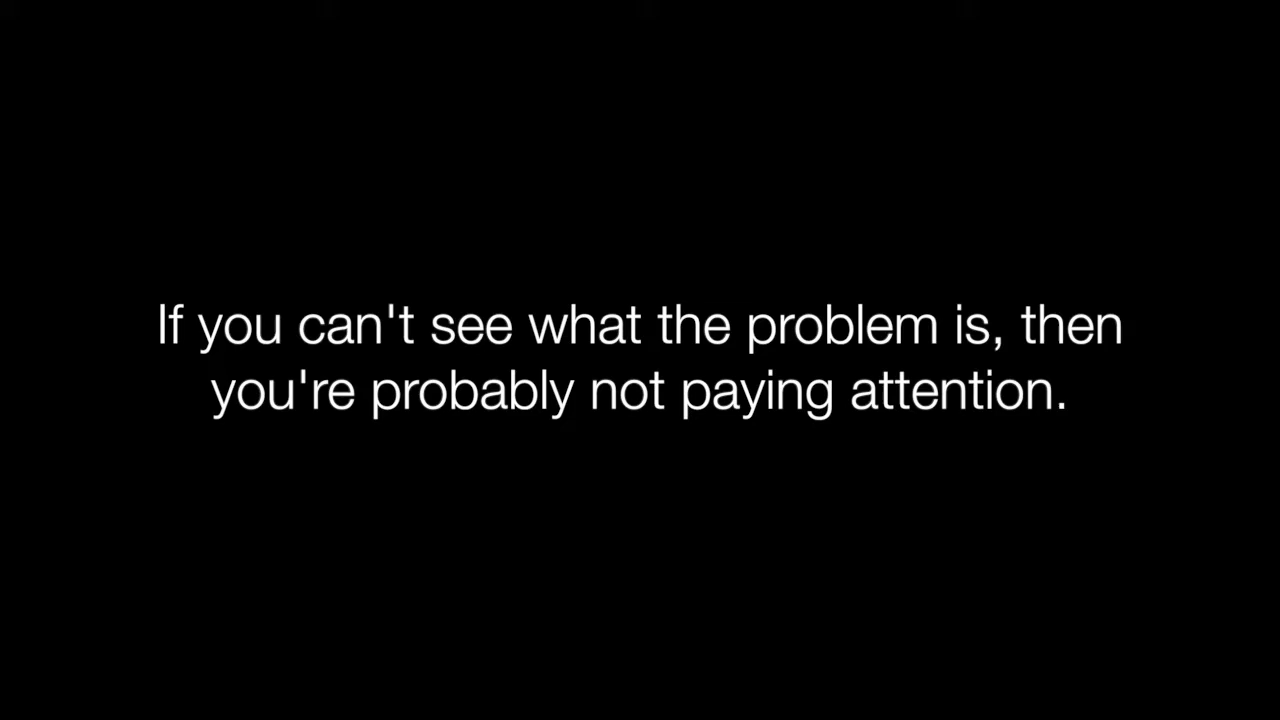 If you can't see what the problem is, then
you're probably not paying attention.